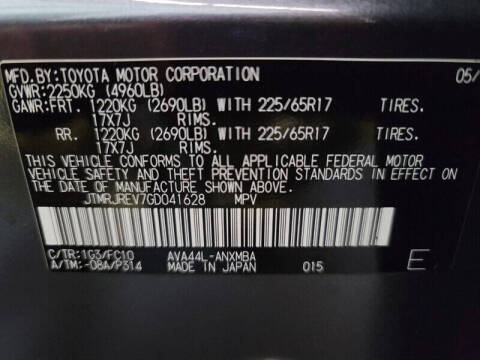 MFD.BY:TOYOTA MOTOR CORPORATION 05/
GVWR:2250KG (4960LB)
GAWR:FRT. 1220KG (2690LB) WITH 225/65R17 TIRES.
17X7J RIMS.
RR. 1220KG (2690LB) WITH 225/65R17 TIRES.
17X7J RIMS.
THIS VEHICLE CONFORMS TO ALL APPLICABLE FEDERAL MOTOR
VEHICLE SAFETY AND THEFT PREVENTION STANDARDS IN EFFECT ON
THE DATE OF MANUFACTURE SHOWN ABOVE.
JTMRJREV7GD041628 MPV
C/TR:1G3/FC10 AVA44L-ANXMBA
A/TM:-08A/P314 MADE IN JAPAN 015 E